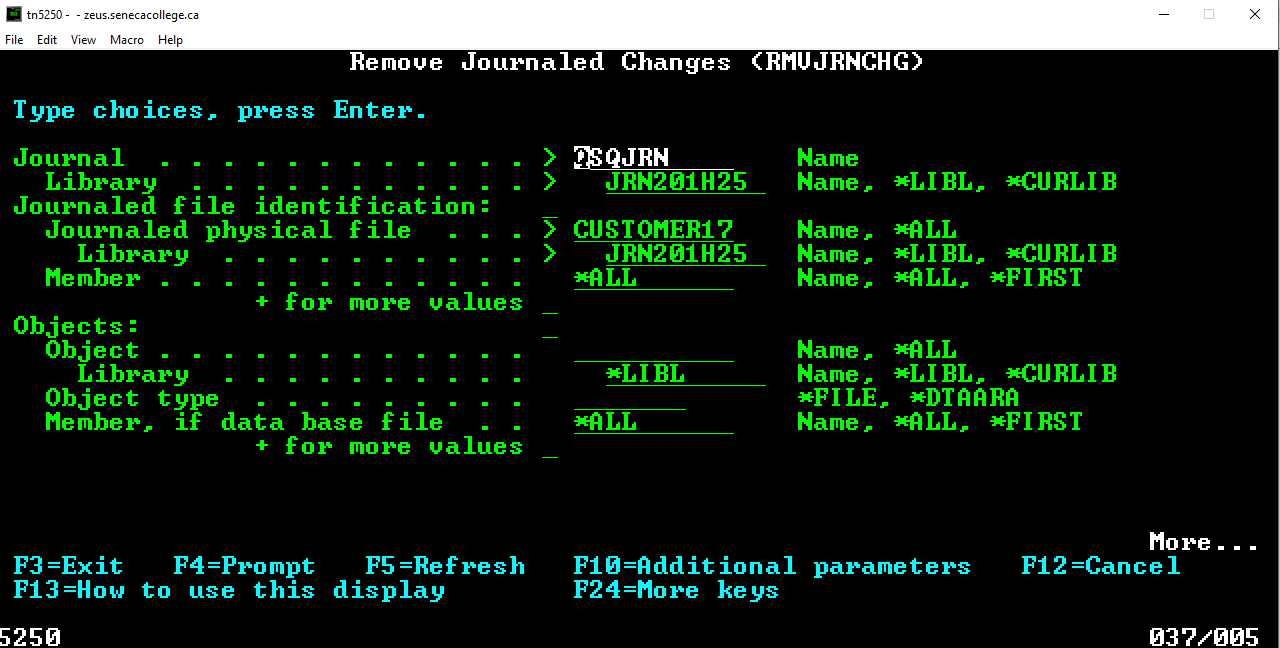 tn5250 - - zeus.senecacollege.ca
File Edit View Macro Help
Remove Journaled Changes (RMVJRNCHG)
Type choices, press Enter.
Journal . . . . . . . . . . . . > QSQJRN Name
Library . . . . . . . . . . . > JRN201H25 Name, *LIBL, *CURLIB
Journaled file identification: _
Journaled physical file . . . > CUSTOMER17 Name, *ALL
Library . . . . . . . . . . > JRN201H25 Name, *LIBL, *CURLIB
Member . . . . . . . . . . . . *ALL Name, *ALL, *FIRST
+ for more values _
Objects: _
Object . . . . . . . . . . . . Name, *ALL
Library . . . . . . . . . . *LIBL Name, *LIBL, *CURLIB
Object type . . . . . . . . . *FILE, *DTAARA
Member, if data base file . . *ALL Name, *ALL, *FIRST
+ for more values _
More...
F3=Exit F4=Prompt F5=Refresh F10=Additional parameters F12=Cancel
F13=How to use this display F24=More keys
5250 037/005